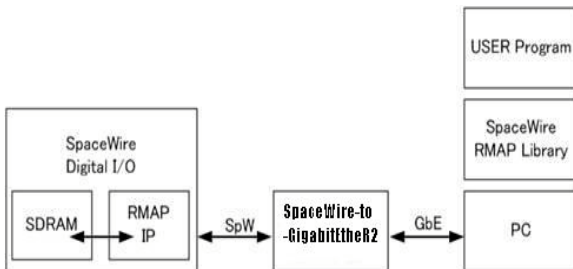 USER Program
SpaceWire
RMAP Library
SpaceWire
Digital I/O
SDRAM
RMAP
IP
SpW
SpaceWire-to
-GigabitEtheR2
GbE
PC